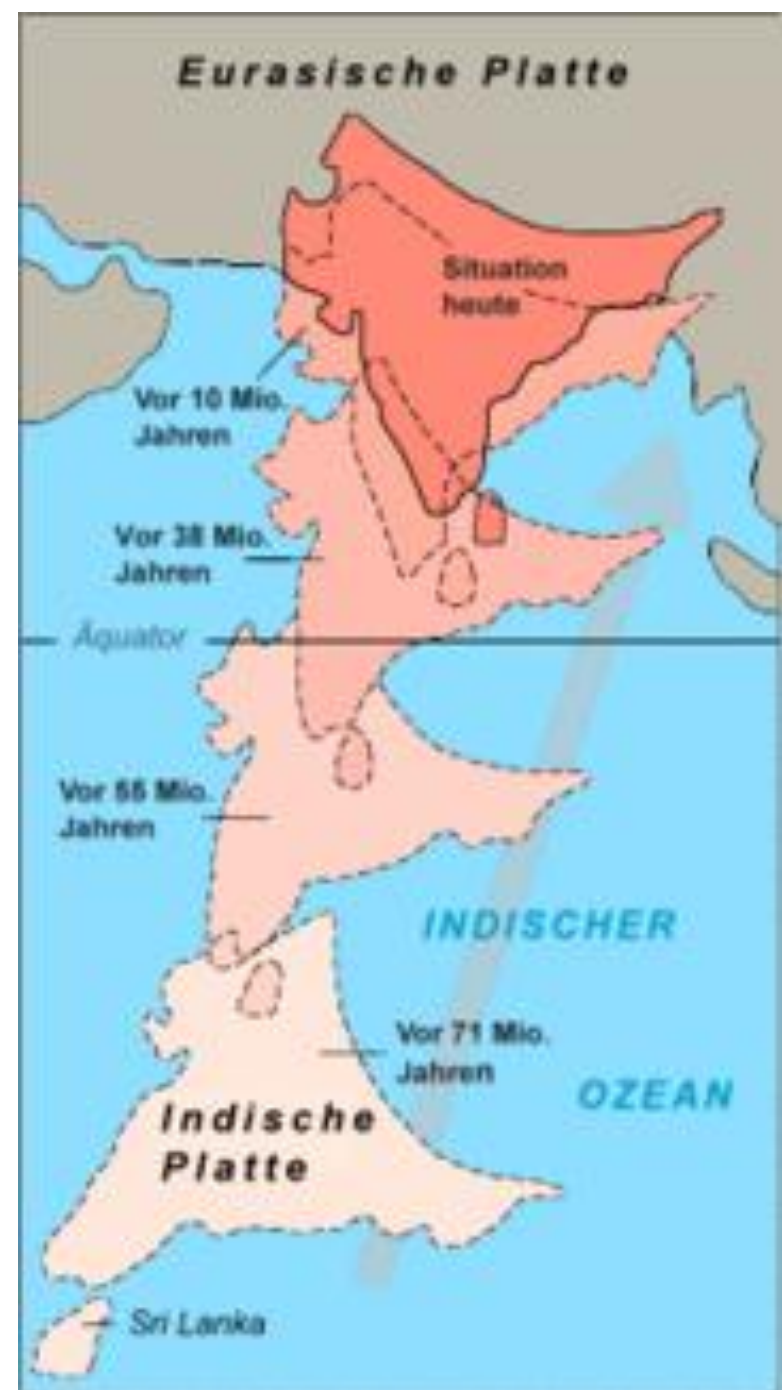 Eurasische Platte
Situation
heute
Vor 10 Mio.
Jahren
Vor 38 Mio.
Jahren
Äquator
Vor 55 Mio.
Jahren
INDISCHER
Vor 71 Mio.
Jahren
OZEAN
Indische
Platte
Sri Lanka